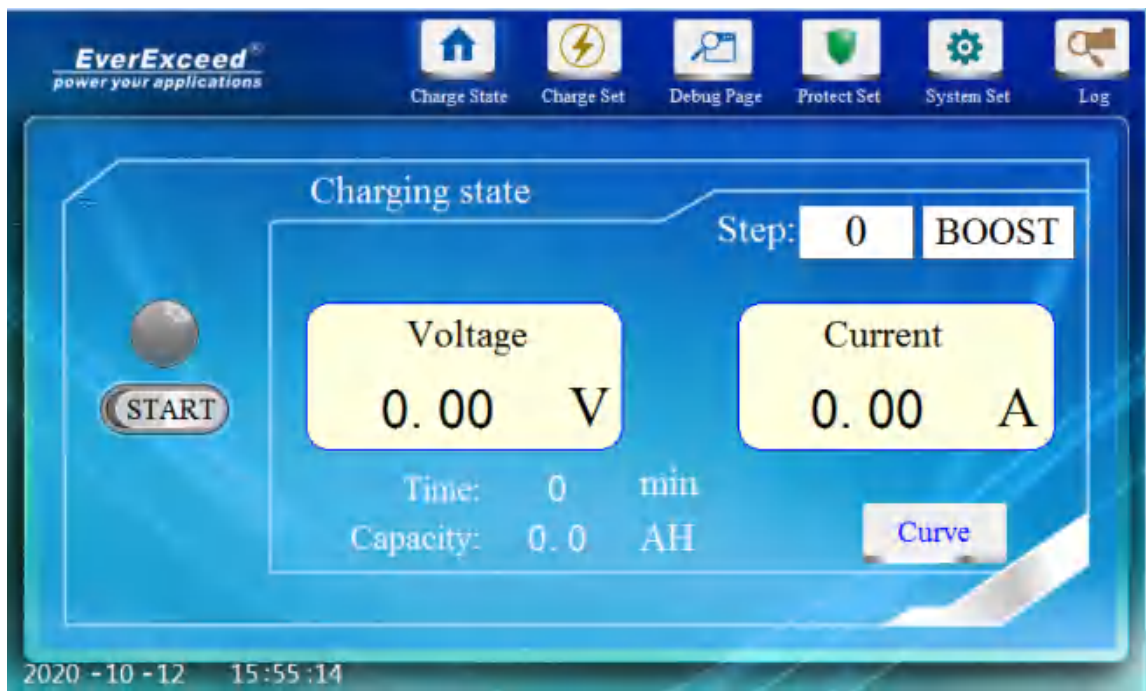 EverExceed®
power your applications
Charge State
Charge Set
Debug Page
Protect Set
System Set
Log
Charging state
Step: 0 BOOST
START
Voltage
0.00 V
Current
0.00 A
Time: 0 min
Capacity: 0.0 AH
Curve
2020-10-12 15:55:14